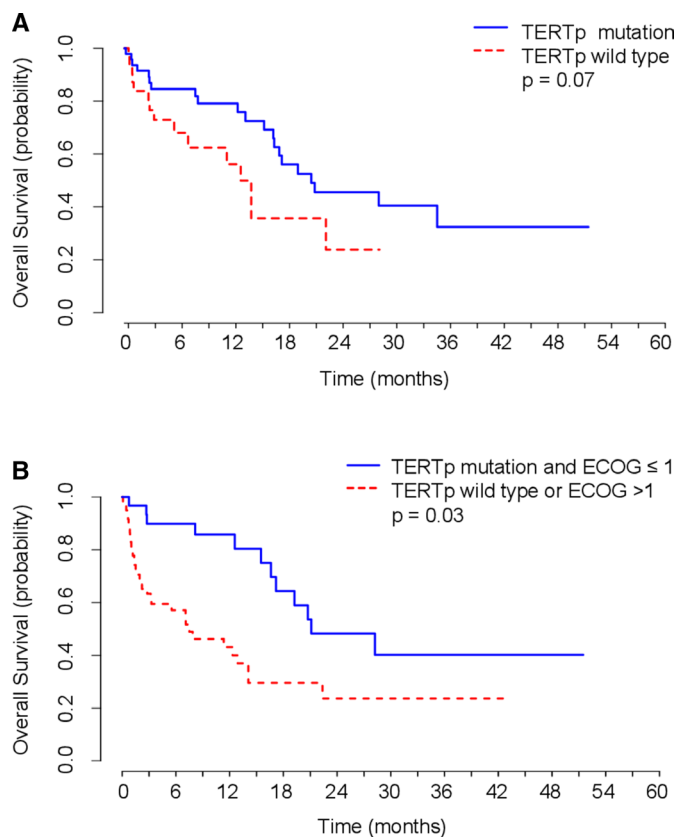 A
TERTp mutation
TERTp wild type
p = 0.07
Overall Survival (probability)
1.0
0.8
0.6
0.4
0.2
0.0
0 6 12 18 24 30 36 42 48 54 60
Time (months)
B
TERTp mutation and ECOG ≤ 1
TERTp wild type or ECOG >1
p = 0.03
Overall Survival (probability)
1.0
0.8
0.6
0.4
0.2
0.0
0 6 12 18 24 30 36 42 48 54 60
Time (months)